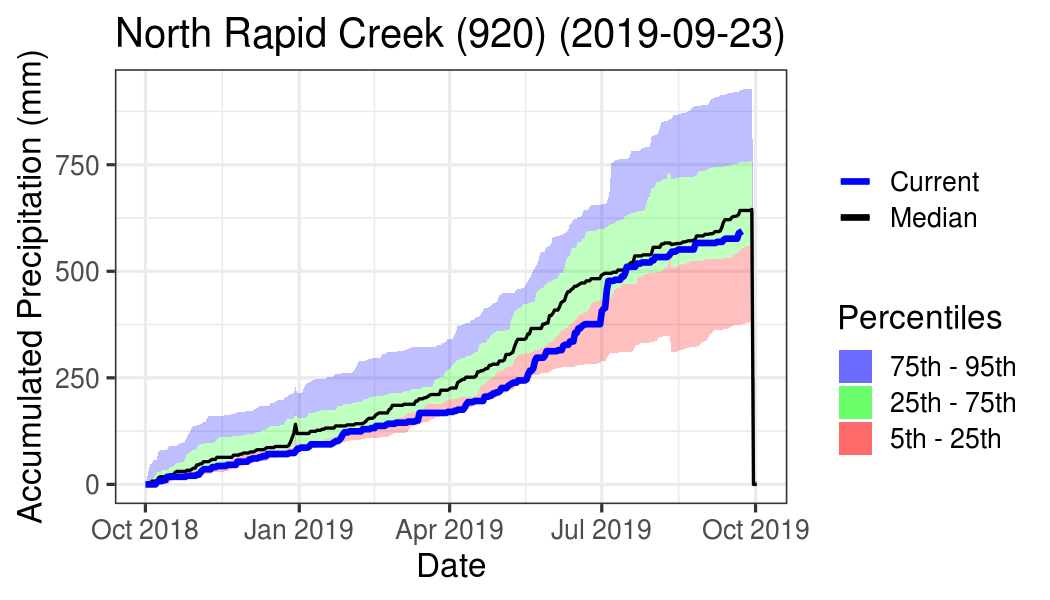 North Rapid Creek (920) (2019-09-23)
Accumulated Precipitation (mm)
750
500
250
0
Oct 2018
Jan 2019
Apr 2019
Jul 2019
Oct 2019
Date
Current
Median
Percentiles
75th - 95th
25th - 75th
5th - 25th